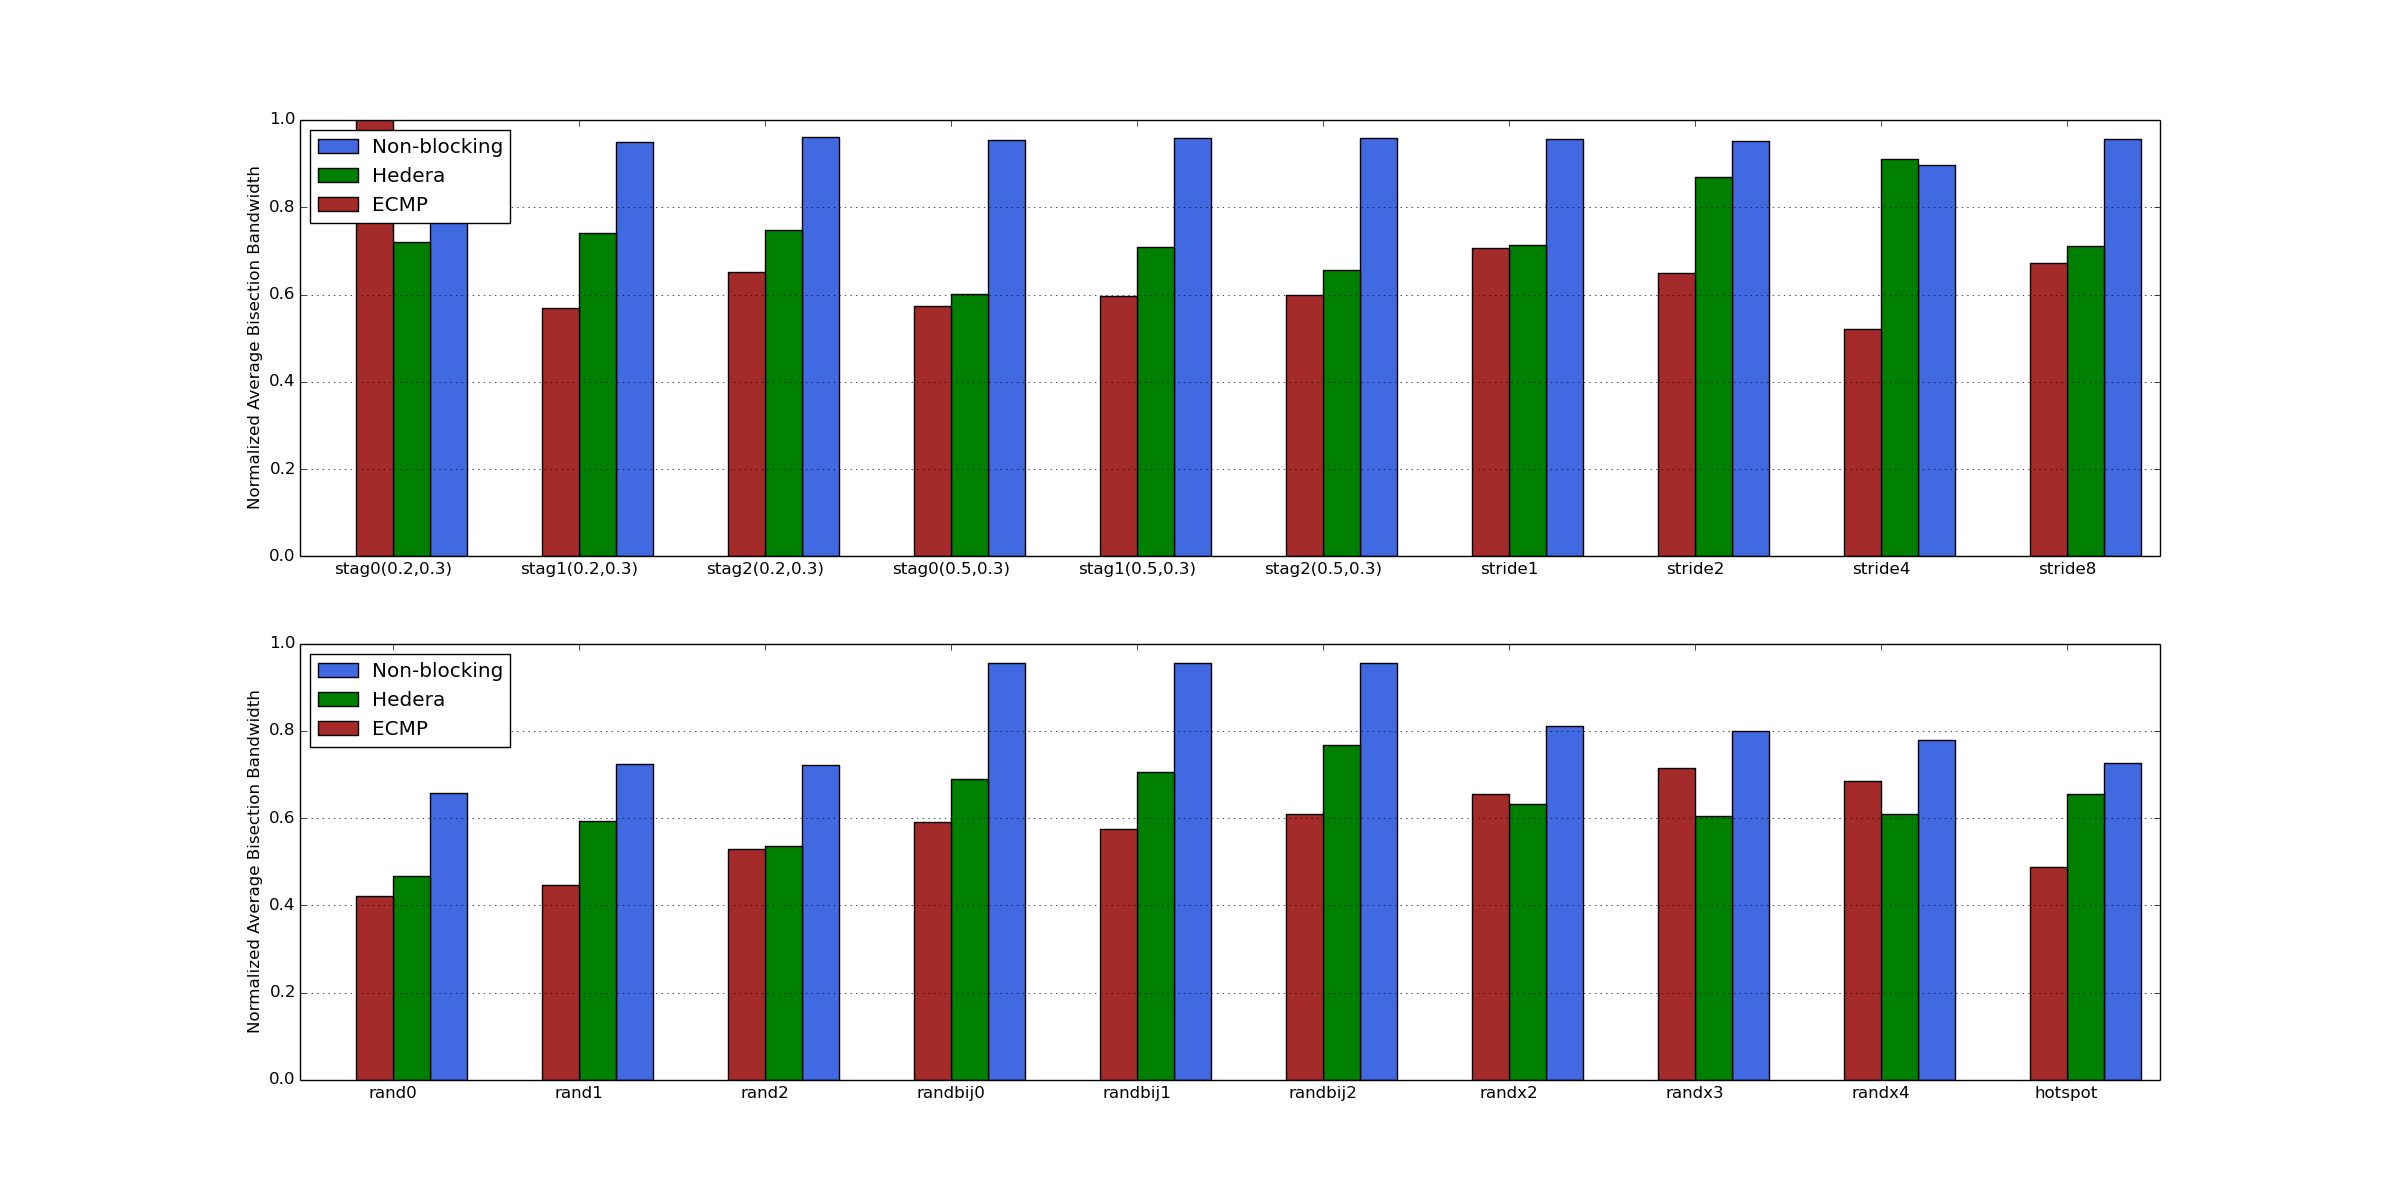 Normalized Average Bisection Bandwidth
1.0
0.8
0.6
0.4
0.2
0.0
Non-blocking
Hedera
ECMP
stag0(0.2,0.3) stag1(0.2,0.3) stag2(0.2,0.3) stag0(0.5,0.3) stag1(0.5,0.3) stag2(0.5,0.3) stride1 stride2 stride4 stride8
Normalized Average Bisection Bandwidth
1.0
0.8
0.6
0.4
0.2
0.0
Non-blocking
Hedera
ECMP
rand0 rand1 rand2 randbij0 randbij1 randbij2 randx2 randx3 randx4 hotspot